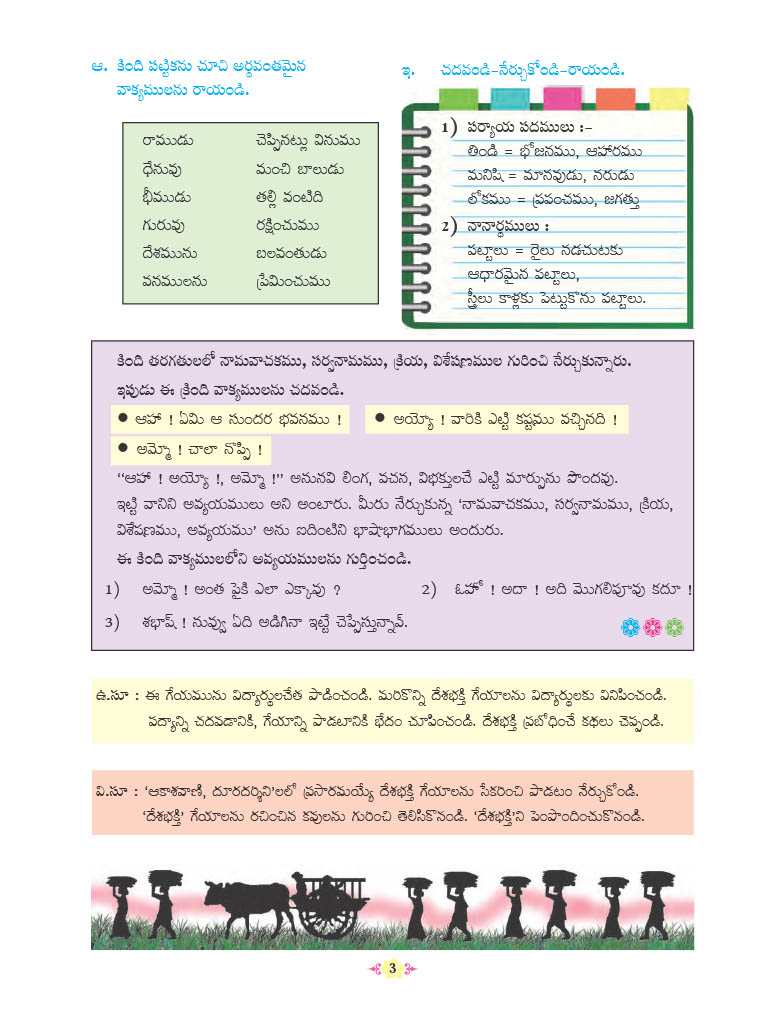 ఆ. కింది పట్టికను చూచి అర్థవంతమైన
వాక్యములను రాయండి.
రాముడు చెప్పినట్లు వినుము
ధేనువు మంచి బాలుడు
భీముడు తల్లి వంటిది
గురువు రక్షించుము
దేశమును బలవంతుడు
వనములను ప్రేమించుము
ఇ. చదవండి-నేర్చుకోండి-రాయండి.
1) పర్యాయ పదములు :-
తిండి = భోజనము, ఆహారము
మనిషి = మానవుడు, నరుడు
లోకము = ప్రపంచము, జగత్తు
2) నానార్థములు :
పట్టాలు = రైలు నడచుటకు
ఆధారమైన పట్టాలు,
స్త్రీలు కాళ్లకు పెట్టుకొను పట్టాలు.
కింది తరగతులలో నామవాచకము, సర్వనామము, క్రియ, విశేషణముల గురించి నేర్చుకున్నారు.
ఇపుడు ఈ క్రింది వాక్యములను చదవండి.
● ఆహా ! ఏమి ఆ సుందర భవనము ! ● అయ్యో ! వారికి ఎట్టి కష్టము వచ్చినది !
● అమ్మో ! చాలా నొప్పి !
“ఆహా ! అయ్యో !, అమ్మో !” అనునవి లింగ, వచన, విభక్తులచే ఎట్టి మార్పును పొందవు.
ఇట్టి వానిని అవ్యయములు అని అంటారు. మీరు నేర్చుకున్న ‘నామవాచకము, సర్వనామము, క్రియ,
విశేషణము, అవ్యయము’ అను ఐదింటిని భాషాభాగములు అందురు.
ఈ కింది వాక్యములలోని అవ్యయములను గుర్తించండి.
1) అమ్మో ! అంత పైకి ఎలా ఎక్కావు ? 2) ఓహో ! అదా ! అది మొగలిపూవు కదూ !
3) శభాష్ ! నువ్వు ఏది అడిగినా ఇట్టే చెప్పేస్తున్నావ్.
ఉ.సూ : ఈ గేయమును విద్యార్థులచేత పాడించండి. మరికొన్ని దేశభక్తి గేయాలను విద్యార్థులకు వినిపించండి.
పద్యాన్ని చదవడానికి, గేయాన్ని పాడటానికి భేదం చూపించండి. దేశభక్తి ప్రబోధించే కథలు చెప్పండి.
వి.సూ : ‘ఆకాశవాణి, దూరదర్శిని’లలో ప్రసారమయ్యే దేశభక్తి గేయాలను సేకరించి పాడటం నేర్చుకోండి.
‘దేశభక్తి’ గేయాలను రచించిన కవులను గురించి తెలిసికొనండి. ‘దేశభక్తి’ని పెంపొందించుకొనండి.
3